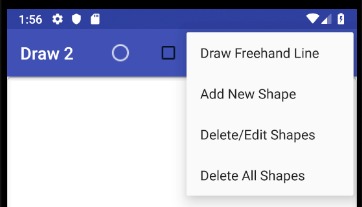 1:56
Draw 2
Draw Freehand Line
Add New Shape
Delete/Edit Shapes
Delete All Shapes